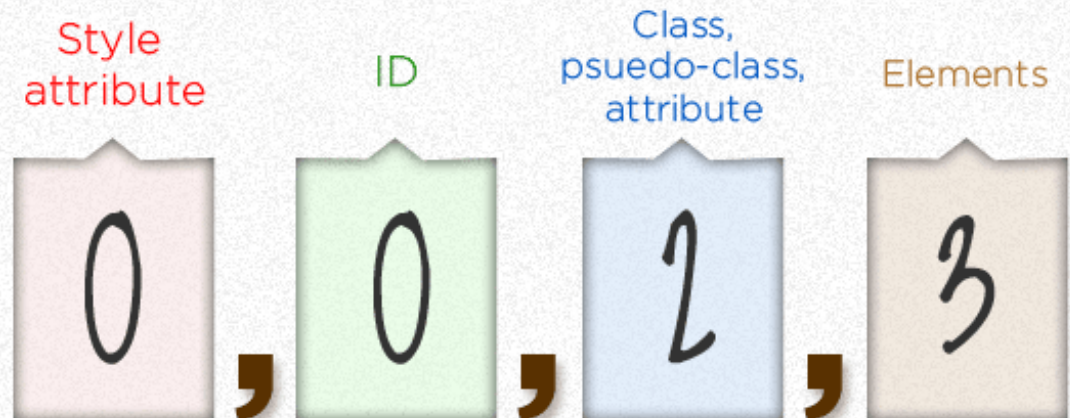 Style
attribute
ID
Class,
psuedo-class,
attribute
Elements
0 , 0 , 2 , 3